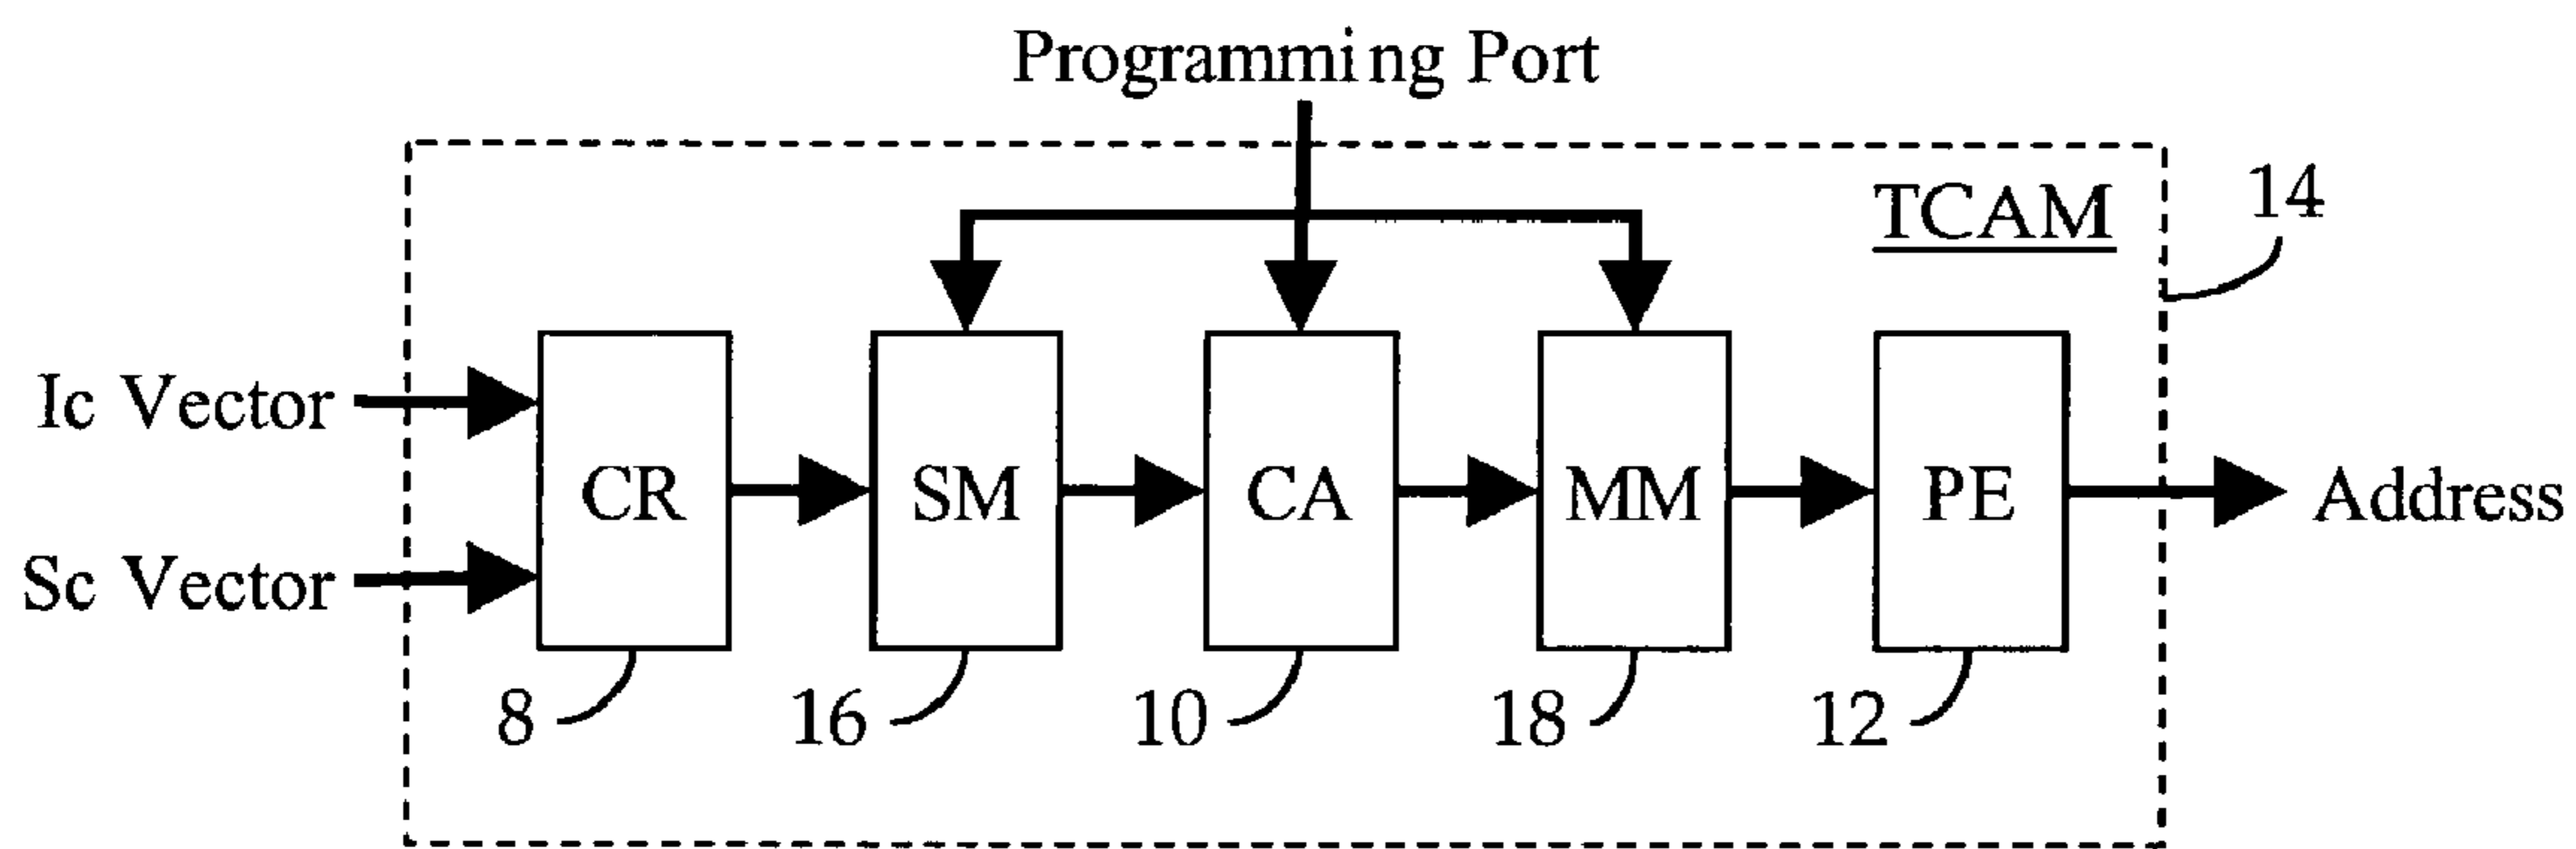 Programming Port
TCAM
14
Ic Vector
Sc Vector
CR
SM
CA
MM
PE
Address
8
16
10
18
12